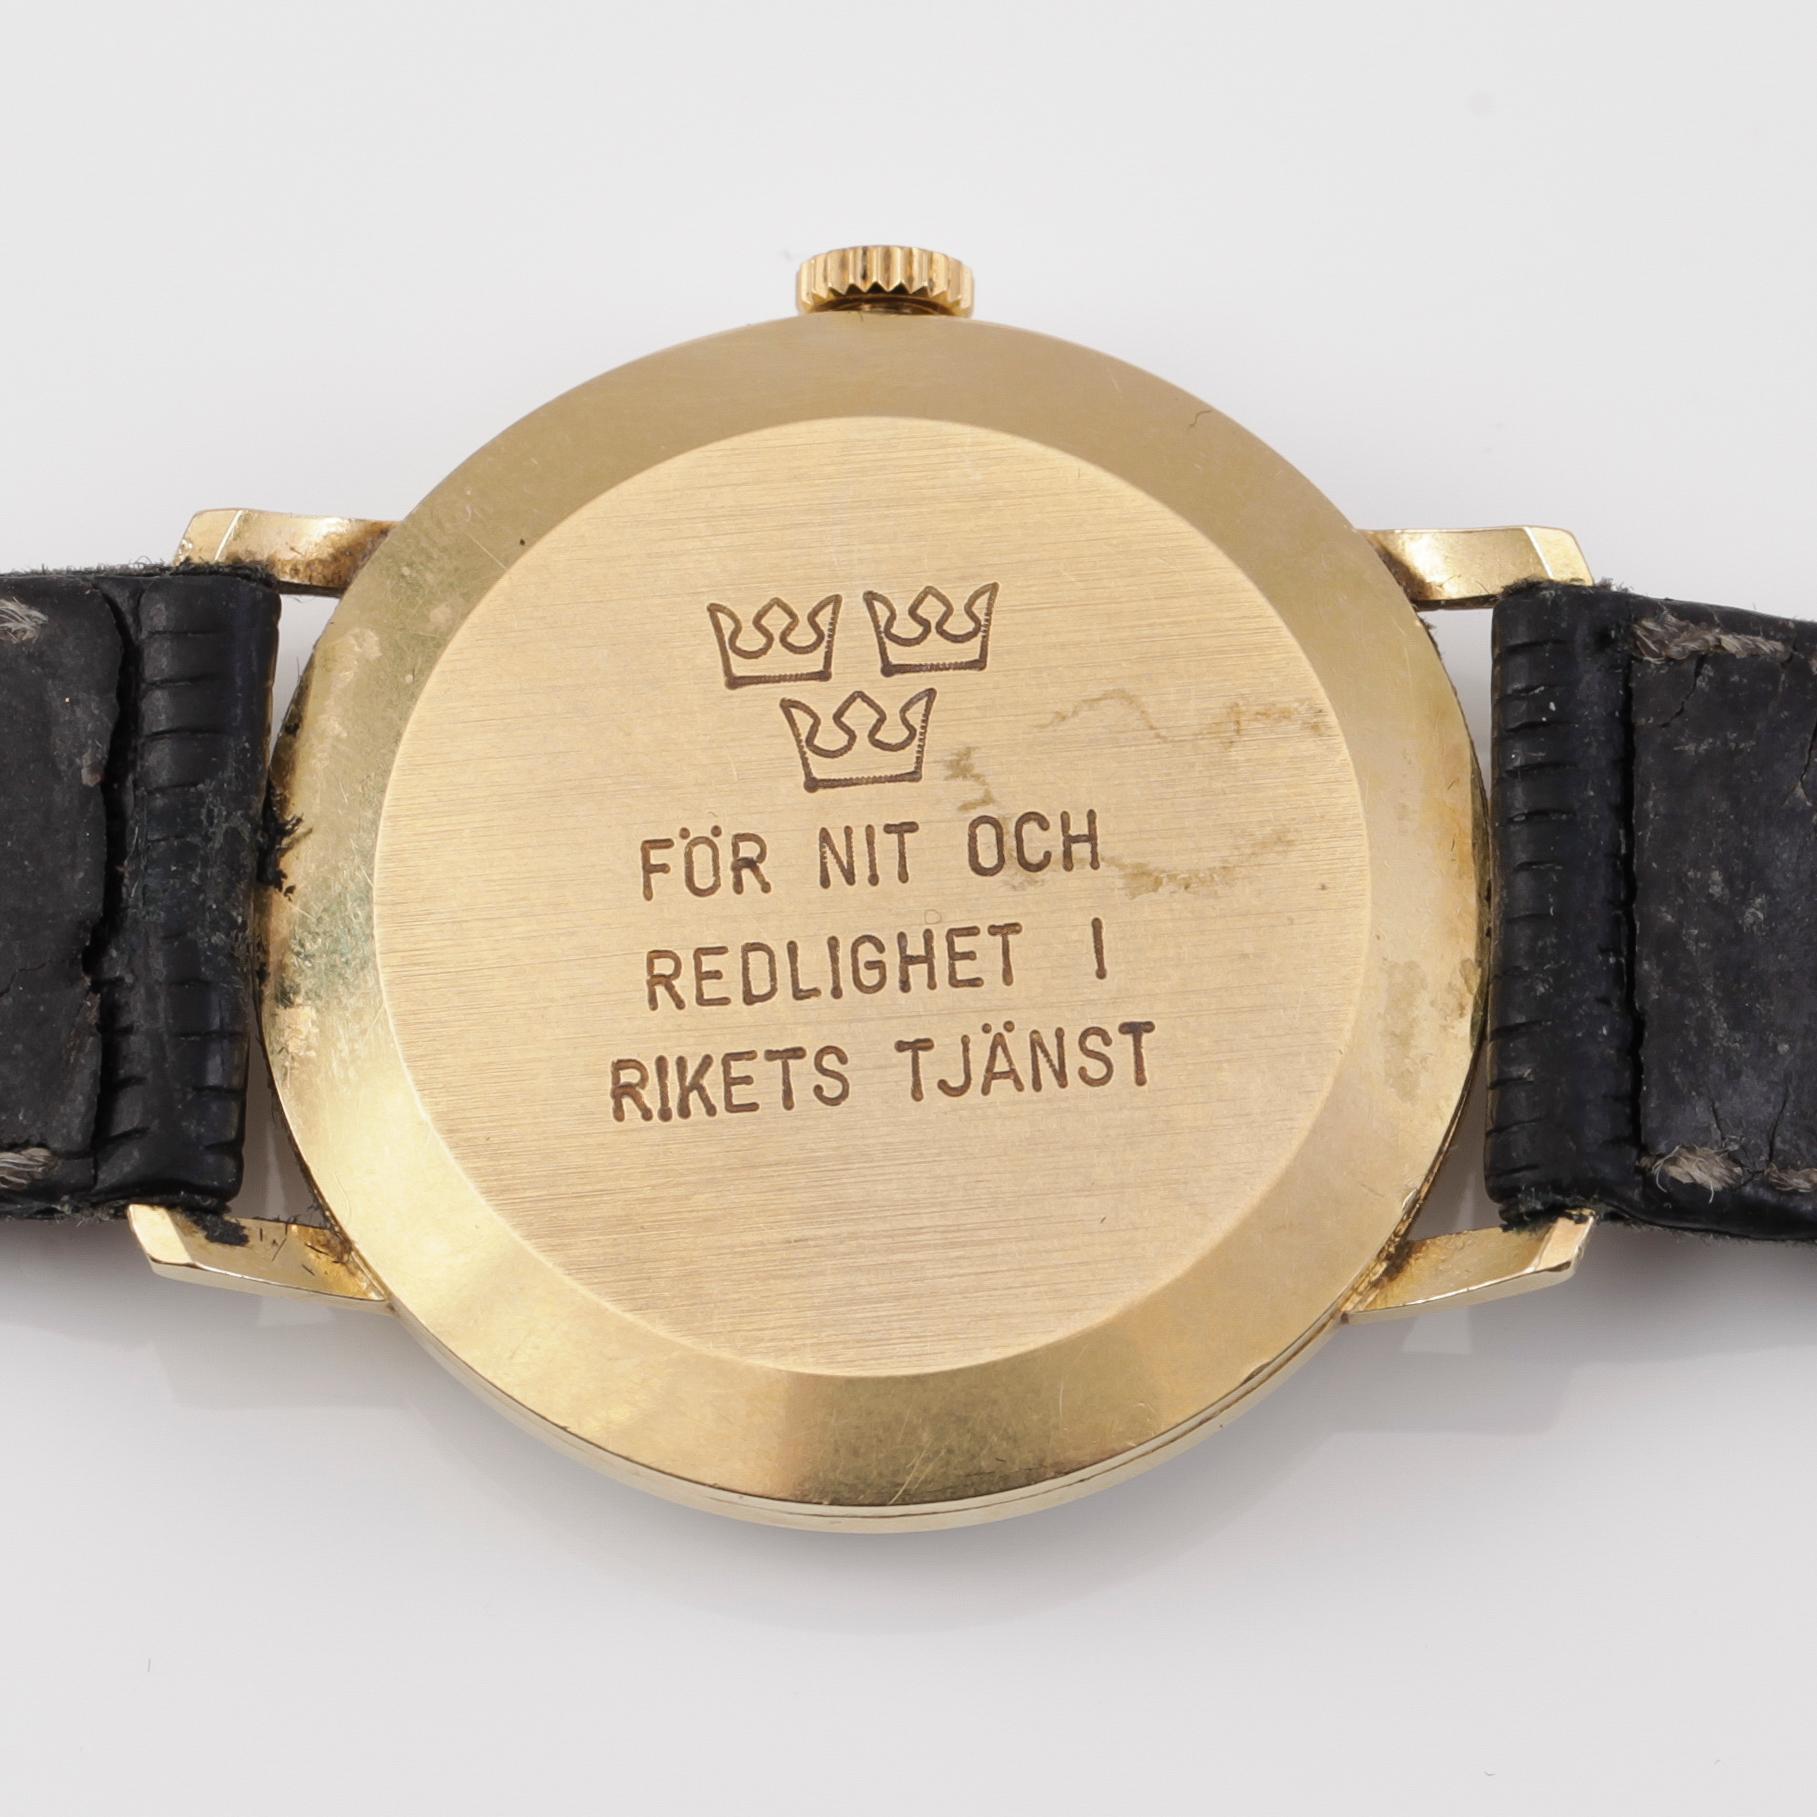 FÖR NIT OCH
REDLIGHET I
RIKETS TJÄNST